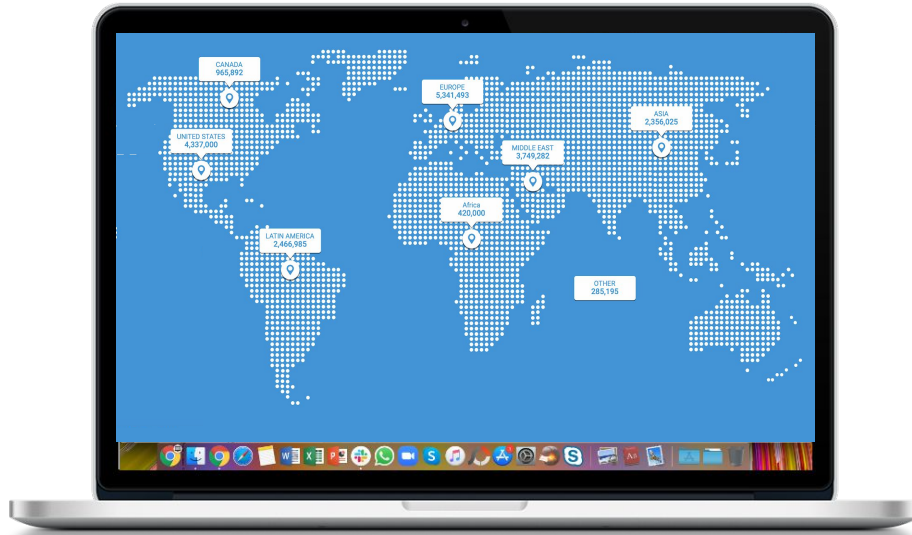 CANADA
965,892
EUROPE
5,341,493
ASIA
2,356,025
UNITED STATES
4,337,000
MIDDLE EAST
3,749,282
Africa
420,000
LATIN AMERICA
2,466,985
OTHER
285,195